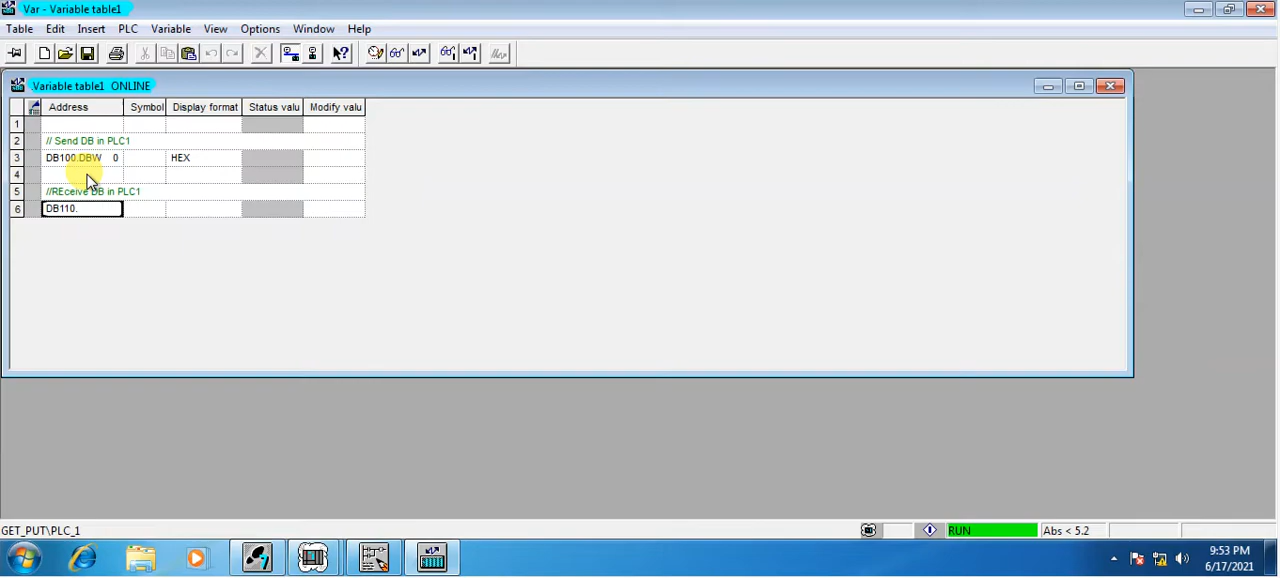 Var - Variable table1
Table Edit Insert PLC Variable View Options Window Help
Variable table1 ONLINE
Address Symbol Display format Status valu Modify valu
1
2 // Send DB in PLC1
3 DB100.DBW 0 HEX
4
5 //REceive DB in PLC1
6 DB110.
GET_PUT\PLC_1 RUN Abs < 5.2
9:53 PM
6/17/2021